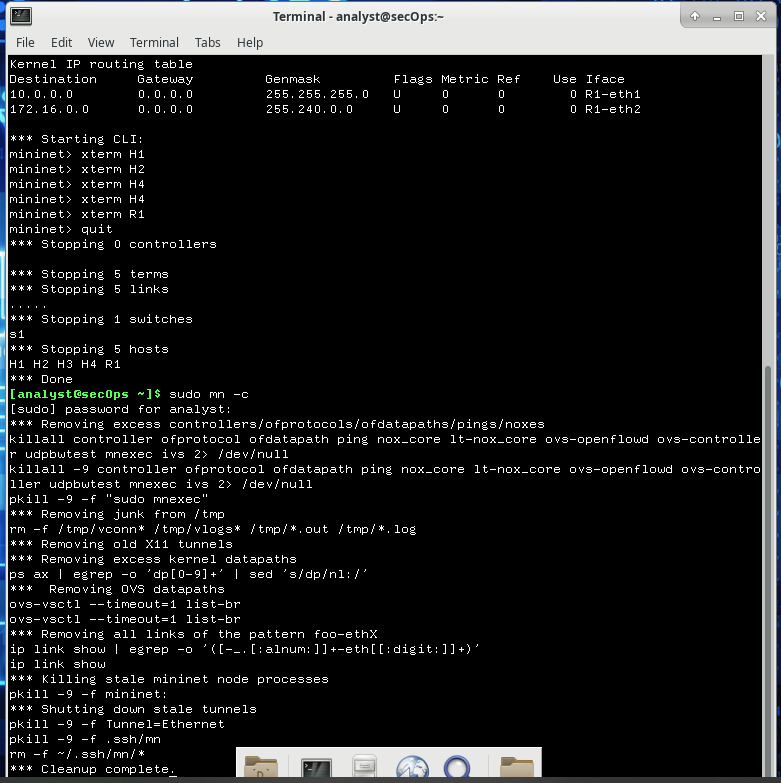 Terminal - analyst@secOps:~
File Edit View Terminal Tabs Help
Kernel IP routing table
Destination Gateway Genmask Flags Metric Ref Use Iface
10.0.0.0 0.0.0.0 255.255.255.0 U 0 0 0 R1-eth1
172.16.0.0 0.0.0.0 255.240.0.0 U 0 0 0 R1-eth2
*** Starting CLI:
mininet> xterm H1
mininet> xterm H2
mininet> xterm H4
mininet> xterm H4
mininet> xterm R1
mininet> quit
*** Stopping 0 controllers
*** Stopping 5 terms
*** Stopping 5 links
.....
*** Stopping 1 switches
s1
*** Stopping 5 hosts
H1 H2 H3 H4 R1
*** Done
[analyst@secOps ~]$ sudo mn -c
[sudo] password for analyst:
*** Removing excess controllers/ofprotocols/ofdatapaths/pings/noxes
killall controller ofprotocol ofdatapath ping nox_core lt-nox_core ovs-openflowd ovs-controlle
r udpbwtest mnexec ivs 2> /dev/null
killall -9 controller ofprotocol ofdatapath ping nox_core lt-nox_core ovs-openflowd ovs-contro
ller udpbwtest mnexec ivs 2> /dev/null
pkill -9 -f "sudo mnexec"
*** Removing junk from /tmp
rm -f /tmp/vconn* /tmp/vlogs* /tmp/*.out /tmp/*.log
*** Removing old X11 tunnels
*** Removing excess kernel datapaths
ps ax | egrep -o 'dp[0-9]+' | sed 's/dp/nl:/'
***  Removing OVS datapaths
ovs-vsctl --timeout=1 list-br
ovs-vsctl --timeout=1 list-br
*** Removing all links of the pattern foo-ethX
ip link show | egrep -o '([-_.[:alnum:]]+-eth[[:digit:]]+)'
ip link show
*** Killing stale mininet node processes
pkill -9 -f mininet:
*** Shutting down stale tunnels
pkill -9 -f Tunnel=Ethernet
pkill -9 -f .ssh/mn
rm -f ~/.ssh/mn/*
*** Cleanup complete.